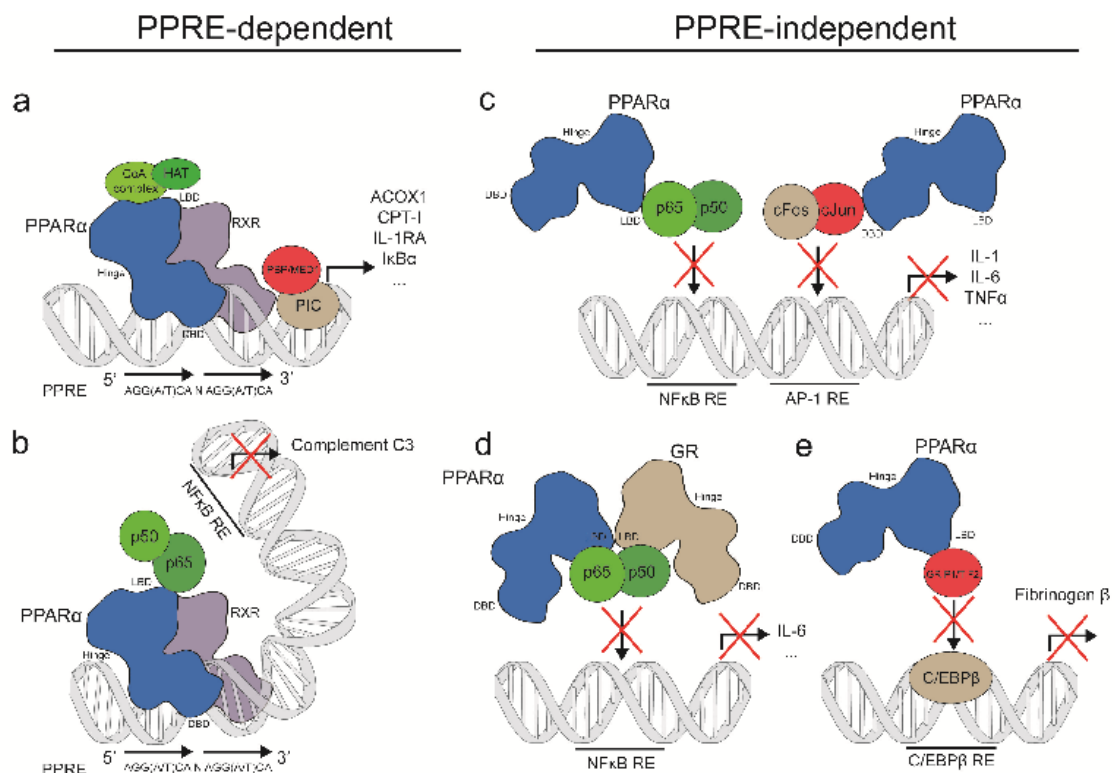 PPRE-dependent
PPRE-independent
a
CoA
complex
HAT
LBD
PPARα
RXR
Hinge
PBP/MED1
PIC
DBD
ACOX1
CPT-I
IL-1RA
IκBα
...
PPRE
5'
AGG(A/T)CA N AGG(A/T)CA
3'
b
Complement C3
NFκB RE
p50
p65
LBD
PPARα
RXR
Hinge
DBD
PPRE
5'
AGG(A/T)CA N AGG(A/T)CA
3'
c
PPARα
Hinge
DBD
LBD
p65
p50
cFos
cJun
PPARα
Hinge
DBD
LBD
IL-1
IL-6
TNFα
...
NFκB RE
AP-1 RE
d
PPARα
GR
Hinge
Hinge
LBD
p65
p50
DBD
DBD
IL-6
...
NFκB RE
e
PPARα
Hinge
DBD
LBD
Fibrinogen β
C/EBPβ
C/EBPβ RE